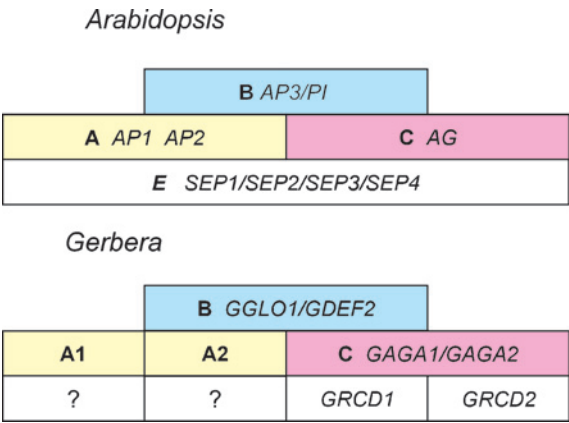 Arabidopsis
B AP3/PI
A AP1 AP2 C AG
E SEP1/SEP2/SEP3/SEP4
Gerbera
B GGLO1/GDEF2
A1 A2 C GAGA1/GAGA2
? ? GRCD1 GRCD2